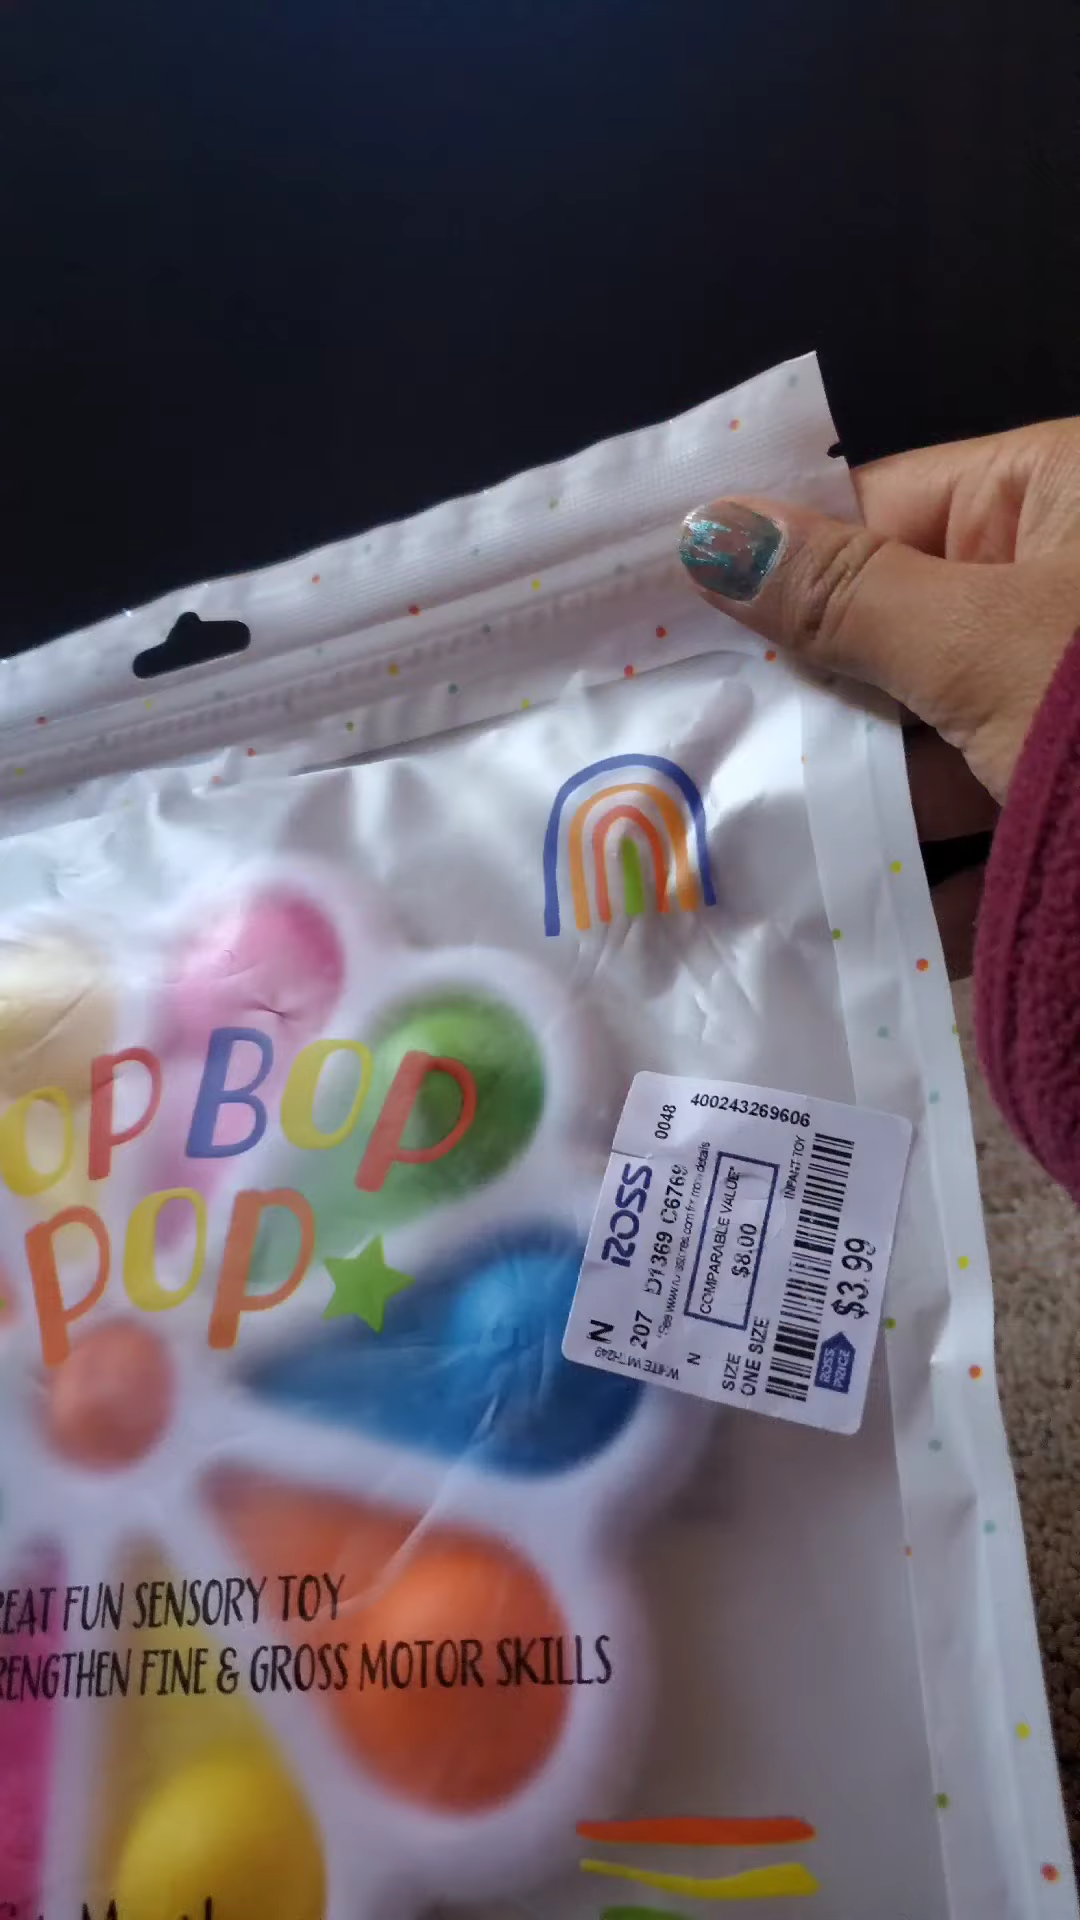 OP BOP
POP
ROSS
N
207 D1369 C6769
0048
400243269606
COMPARABLE VALUE*
$8.00
N
SIZE
ONE SIZE
INFANT TOY
ROSS
PRICE
$3.99
REAT FUN SENSORY TOY
RENGTHEN FINE & GROSS MOTOR SKILLS